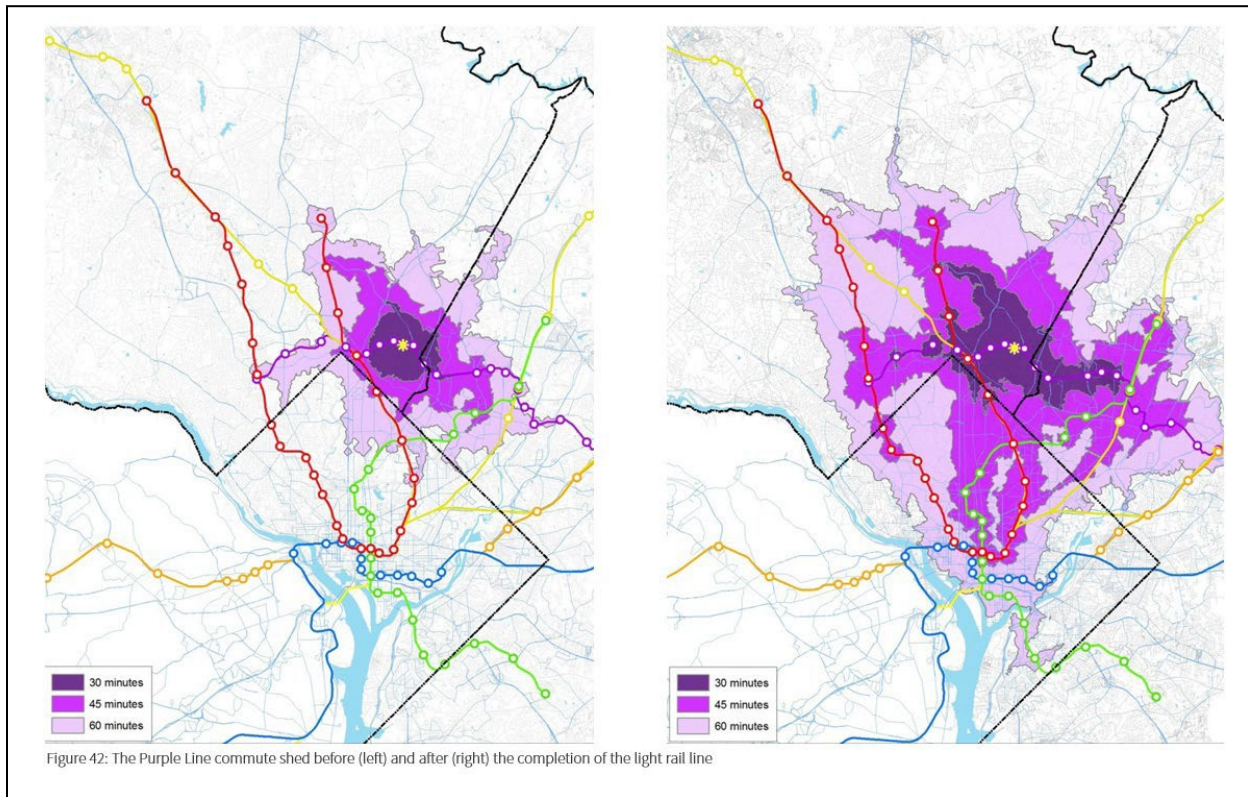 30 minutes
45 minutes
60 minutes
30 minutes
45 minutes
60 minutes
Figure 42: The Purple Line commute shed before (left) and after (right) the completion of the light rail line